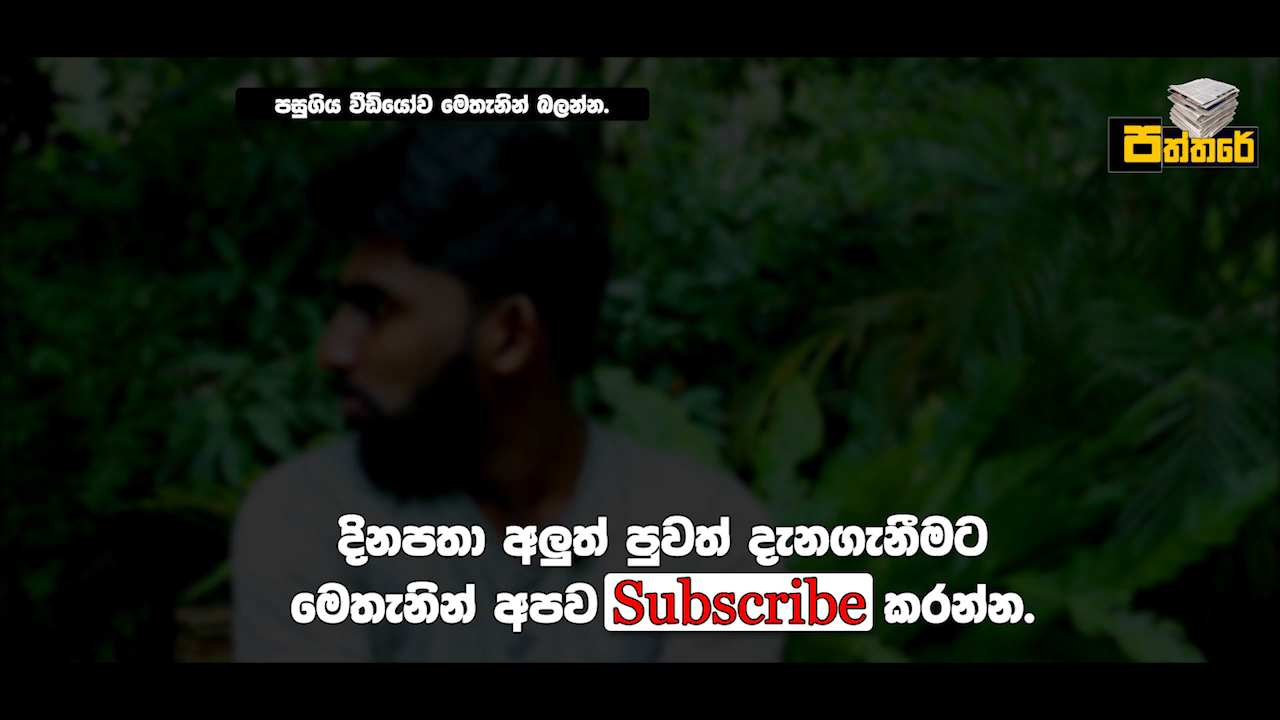 පසුගිය වීඩියෝව මෙතැනින් බලන්න.
පත්තරේ
දිනපතා අලුත් පුවත් දැනගැනීමට
මෙතැනින් අපව Subscribe කරන්න.